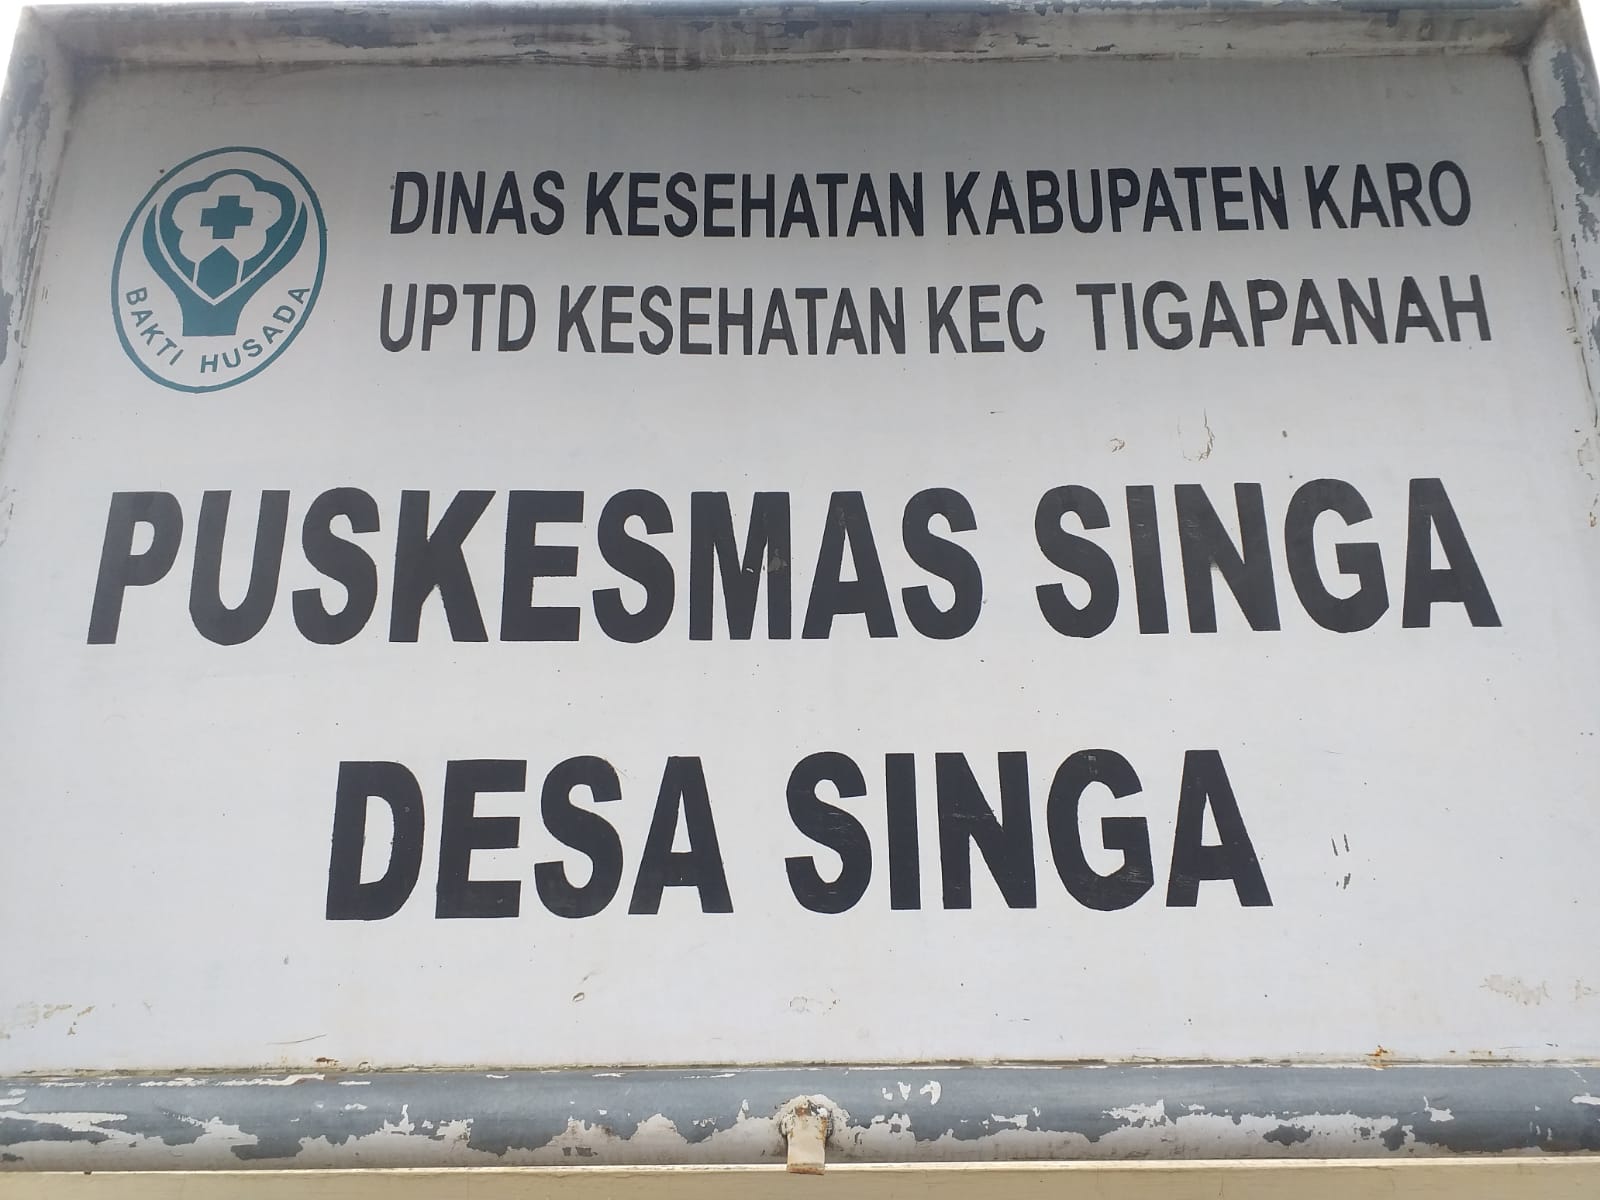 BAKTI HUSADA
DINAS KESEHATAN KABUPATEN KARO
UPTD KESEHATAN KEC TIGAPANAH
PUSKESMAS SINGA
DESA SINGA